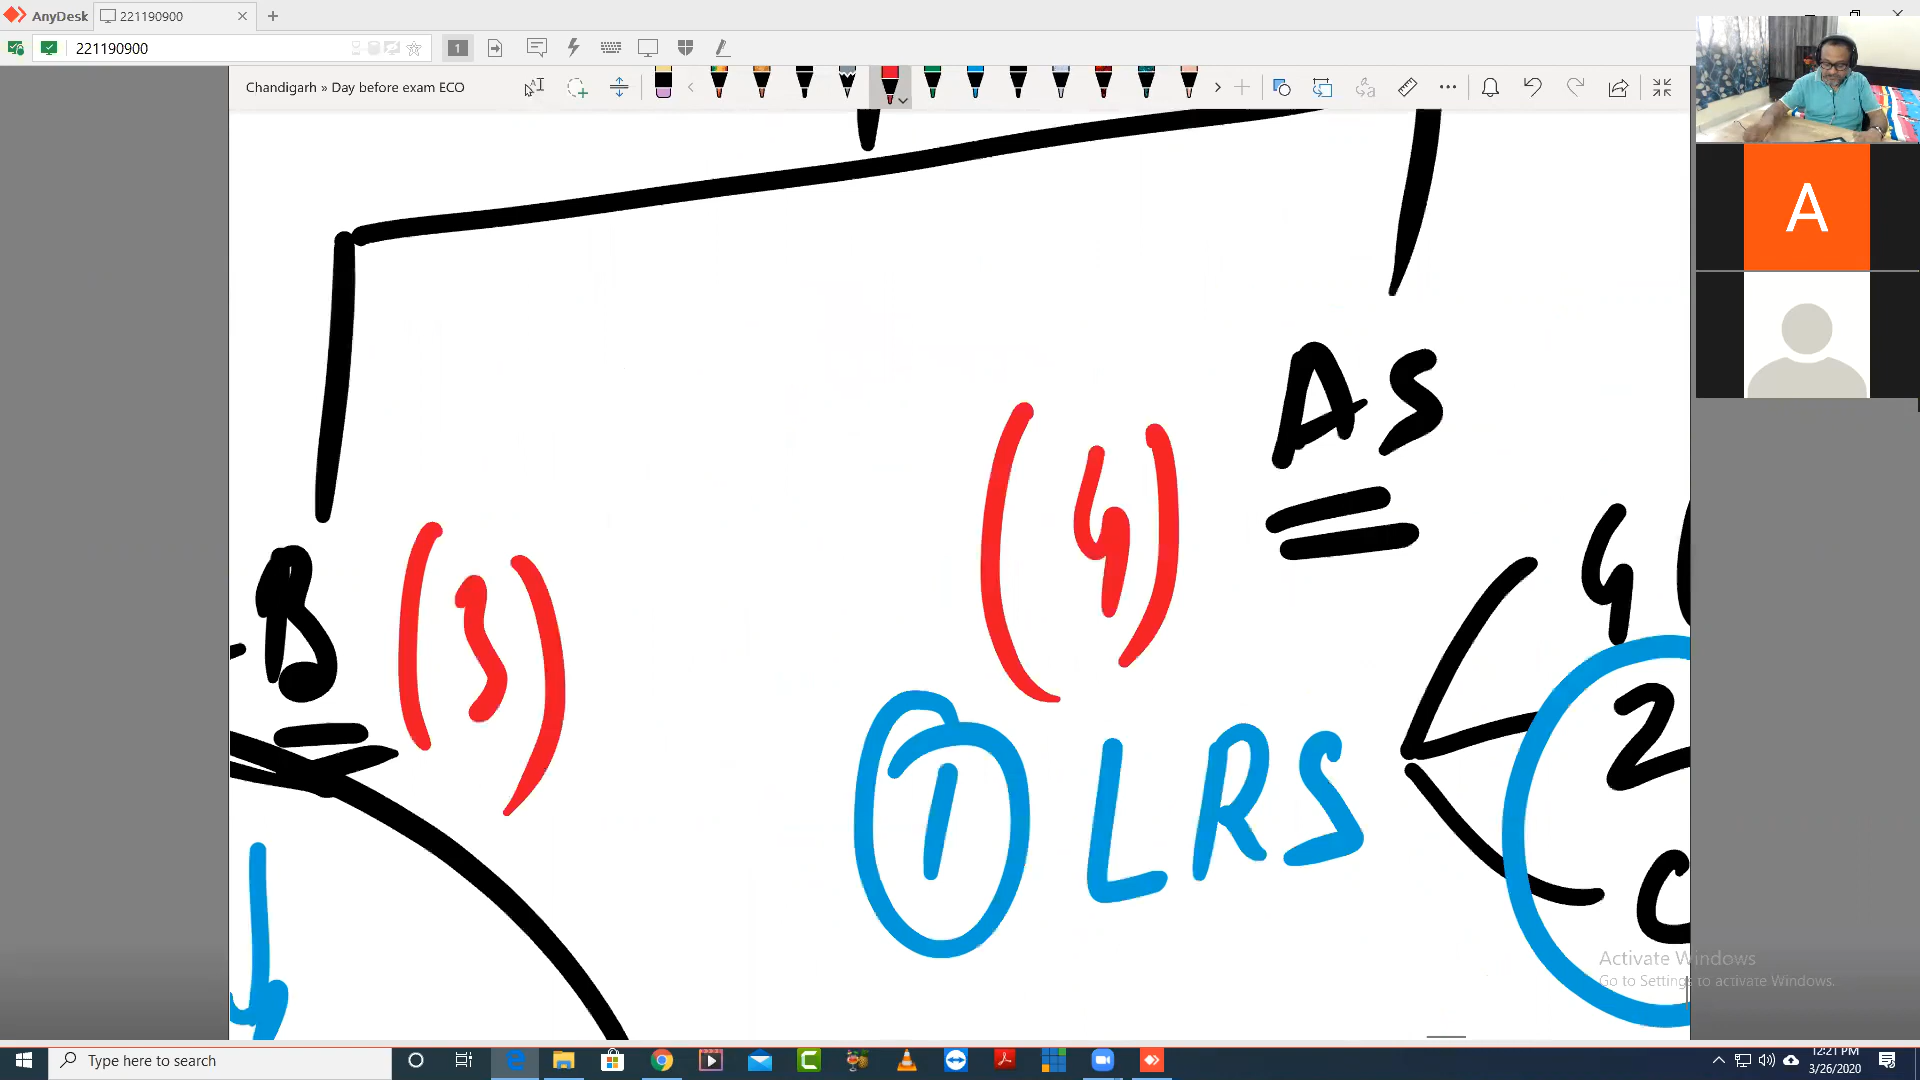 AnyDesk
221190900
221190900
1
Chandigarh » Day before exam ECO
A
AS
(4)
4
(3)
1 LRS
2
Activate Windows
Go to Settings to activate Windows.
Type here to search
12:21 PM
3/26/2020